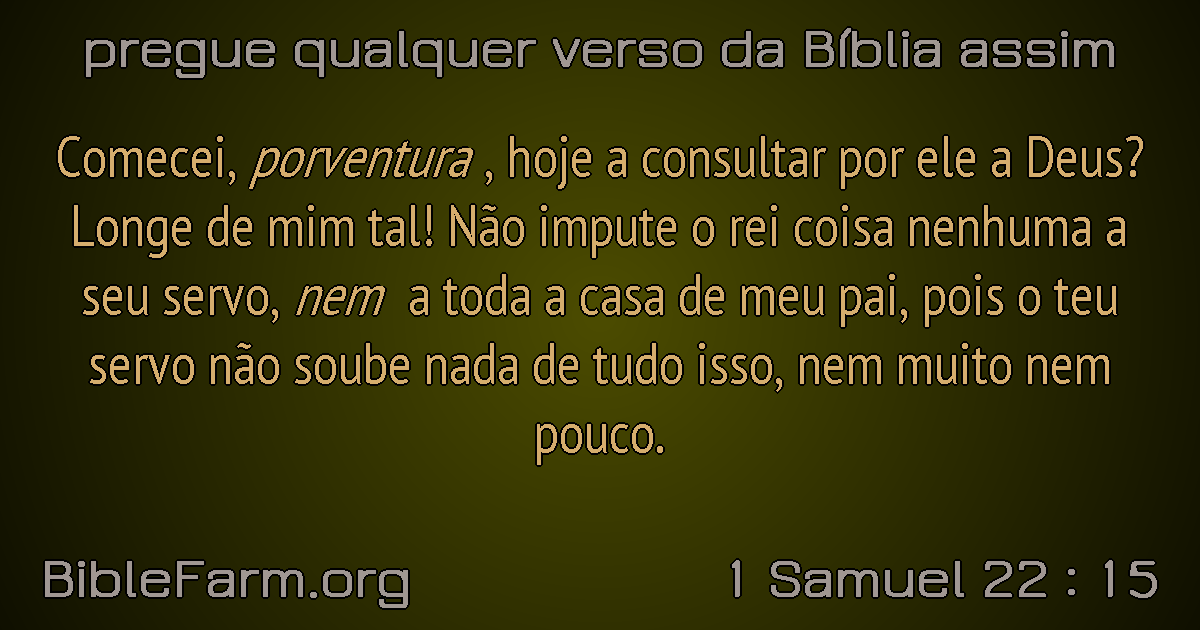 pregue qualquer verso da Bíblia assim
Comecei, porventura , hoje a consultar por ele a Deus?
Longe de mim tal! Não impute o rei coisa nenhuma a
seu servo, nem a toda a casa de meu pai, pois o teu
servo não soube nada de tudo isso, nem muito nem
pouco.
BibleFarm.org
1 Samuel 22 : 15